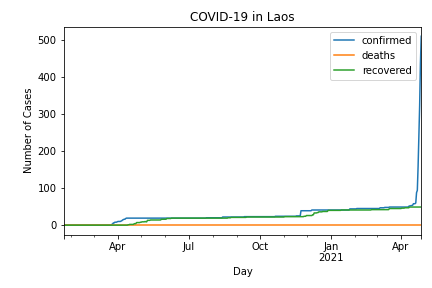 COVID-19 in Laos
confirmed
deaths
recovered
Number of Cases
500
400
300
200
100
0
Apr
Jul
Oct
Jan
2021
Apr
Day